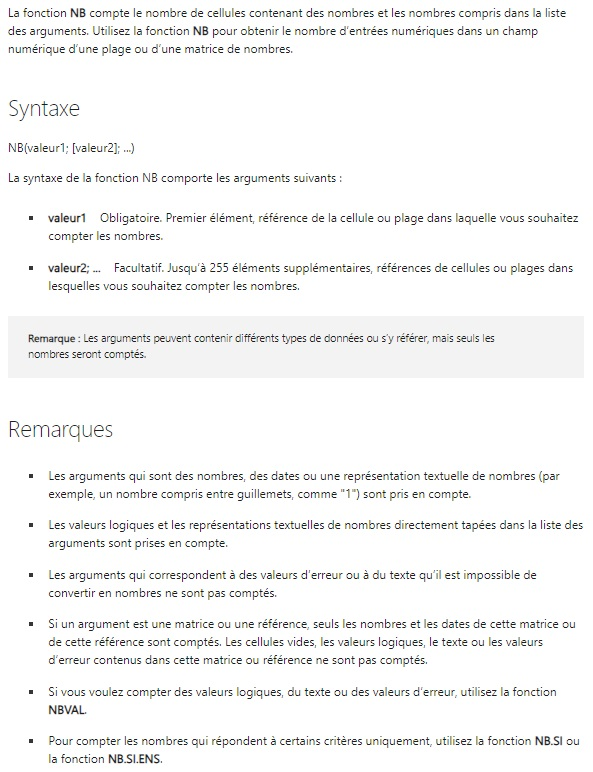 La fonction NB compte le nombre de cellules contenant des nombres et les nombres compris dans la liste
des arguments. Utilisez la fonction NB pour obtenir le nombre d'entrées numériques dans un champ
numérique d'une plage ou d'une matrice de nombres.
Syntaxe
NB(valeur1; [valeur2]; ...)
La syntaxe de la fonction NB comporte les arguments suivants :
▪ valeur1 Obligatoire. Premier élément, référence de la cellule ou plage dans laquelle vous souhaitez
compter les nombres.
▪ valeur2; ... Facultatif. Jusqu'à 255 éléments supplémentaires, références de cellules ou plages dans
lesquelles vous souhaitez compter les nombres.
Remarque : Les arguments peuvent contenir différents types de données ou s'y référer, mais seuls les
nombres seront comptés.
Remarques
▪ Les arguments qui sont des nombres, des dates ou une représentation textuelle de nombres (par
exemple, un nombre compris entre guillemets, comme "1") sont pris en compte.
▪ Les valeurs logiques et les représentations textuelles de nombres directement tapées dans la liste des
arguments sont prises en compte.
▪ Les arguments qui correspondent à des valeurs d'erreur ou à du texte qu'il est impossible de
convertir en nombres ne sont pas comptés.
▪ Si un argument est une matrice ou une référence, seuls les nombres et les dates de cette matrice ou
de cette référence sont comptés. Les cellules vides, les valeurs logiques, le texte ou les valeurs
d'erreur contenus dans cette matrice ou référence ne sont pas comptés.
▪ Si vous voulez compter des valeurs logiques, du texte ou des valeurs d'erreur, utilisez la fonction
NBVAL.
▪ Pour compter les nombres qui répondent à certains critères uniquement, utilisez la fonction NB.SI ou
la fonction NB.SI.ENS.